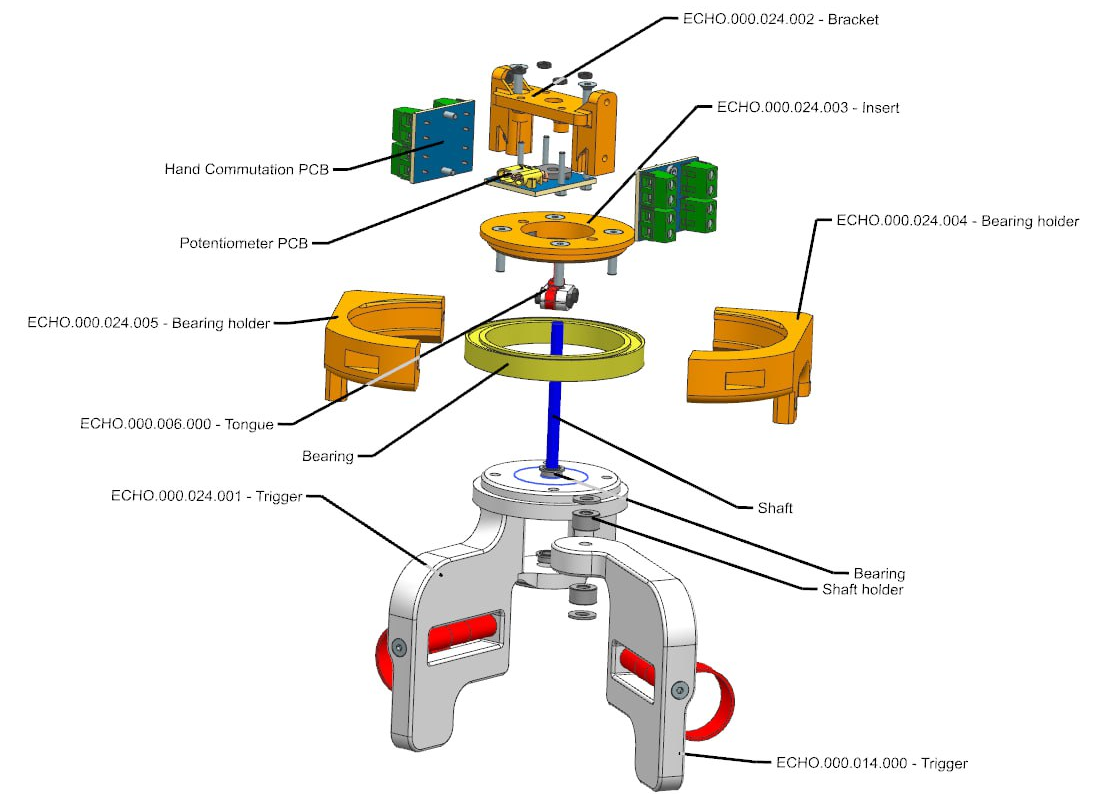 ECHO.000.024.002 - Bracket
ECHO.000.024.003 - Insert
Hand Commutation PCB
ECHO.000.024.004 - Bearing holder
Potentiometer PCB
ECHO.000.024.005 - Bearing holder
ECHO.000.006.000 - Tongue
Bearing
ECHO.000.024.001 - Trigger
Shaft
Bearing
Shaft holder
ECHO.000.014.000 - Trigger